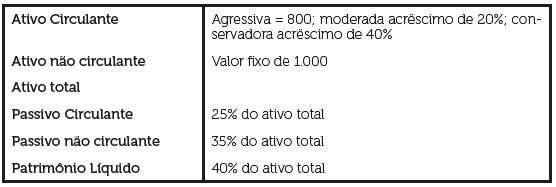 Ativo Circulante
Agressiva = 800; moderada acréscimo de 20%; con-
servadora acréscimo de 40%
Ativo não circulante
Valor fixo de 1.000
Ativo total
Passivo Circulante
25% do ativo total
Passivo não circulante
35% do ativo total
Patrimônio Líquido
40% do ativo total